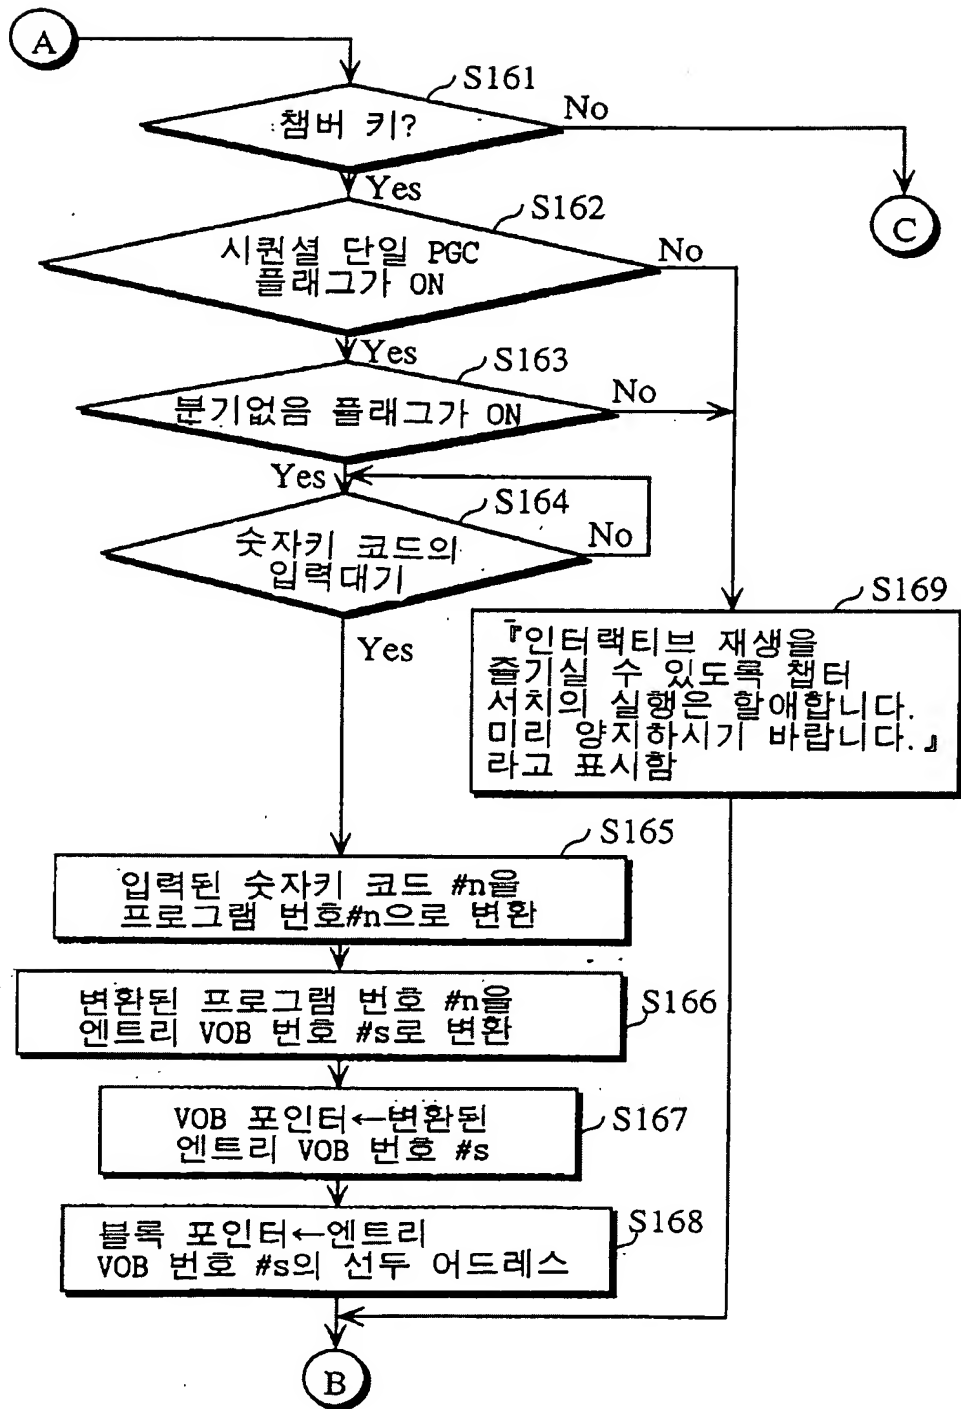 A
S161
챔버 키?
No
Yes
C
S162
시퀀셜 단일 PGC
플래그가 ON
No
Yes
S163
분기없음 플래그가 ON
No
Yes
S164
숫자키 코드의
입력대기
No
Yes
S169
『인터랙티브 재생을
즐기실 수 있도록 챕터
서치의 실행은 할애합니다.
미리 양지하시기 바랍니다.』
라고 표시함
S165
입력된 숫자키 코드 #n을
프로그램 번호#n으로 변환
변환된 프로그램 번호 #n을
엔트리 VOB 번호 #s로 변환
S166
VOB 포인터←변환된
엔트리 VOB 번호 #s
S167
블록 포인터←엔트리
VOB 번호 #s의 선두 어드레스
S168
B